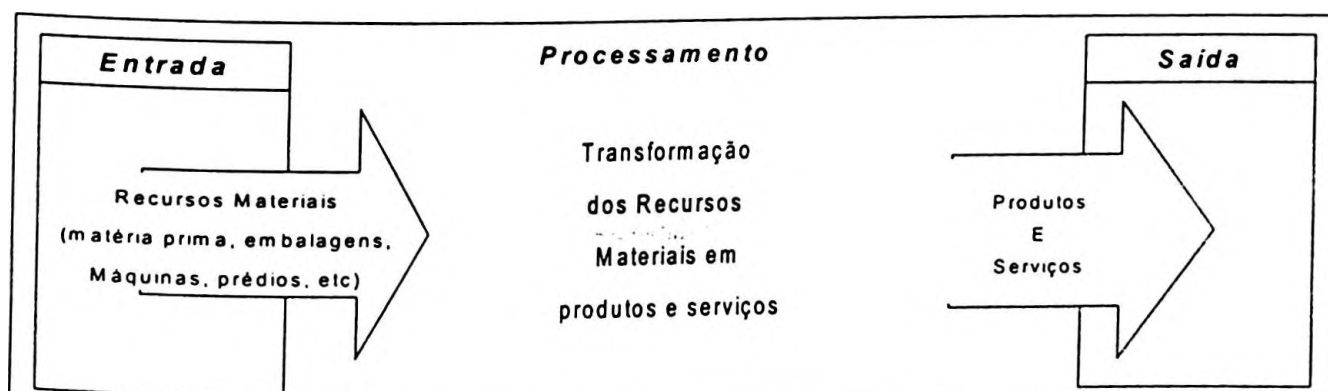 Entrada
Processamento
Saída
Transformação
dos Recursos
Materiais em
produtos e serviços
Recursos Materiais
(matéria prima, embalagens,
Máquinas, prédios, etc)
Produtos
E
Serviços